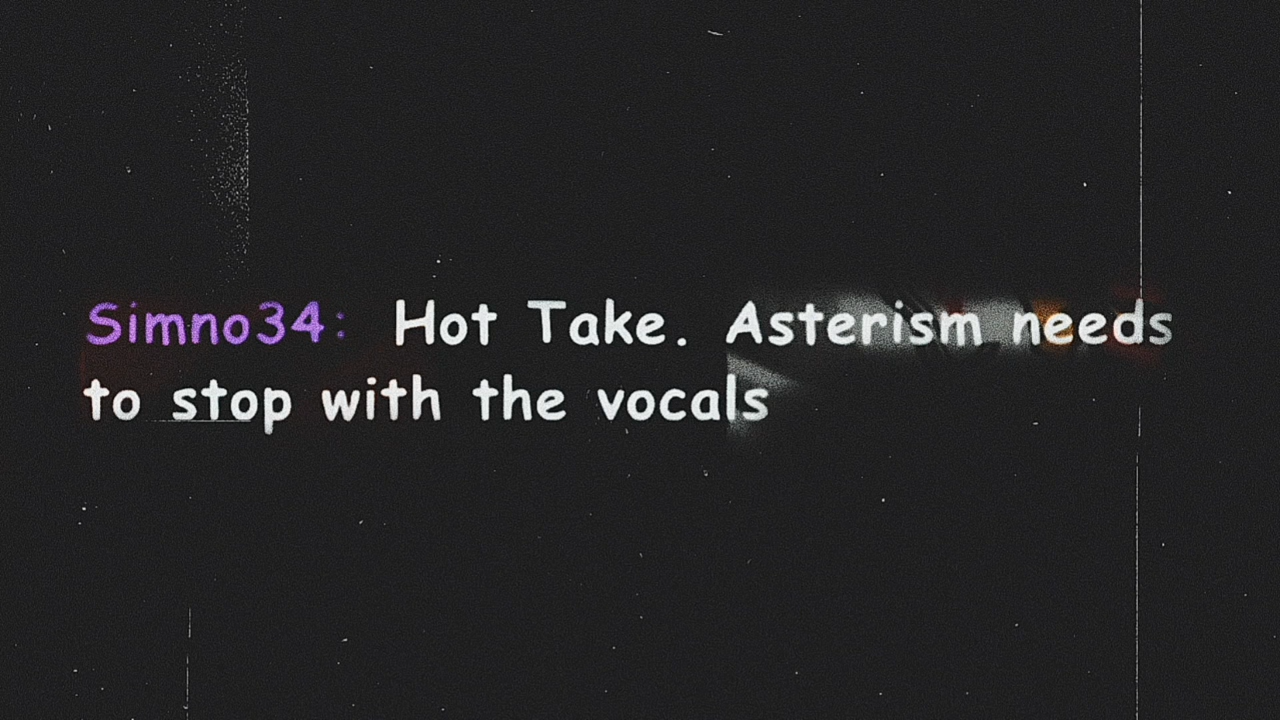 Simno34: Hot Take. Asterism needs
to stop with the vocals